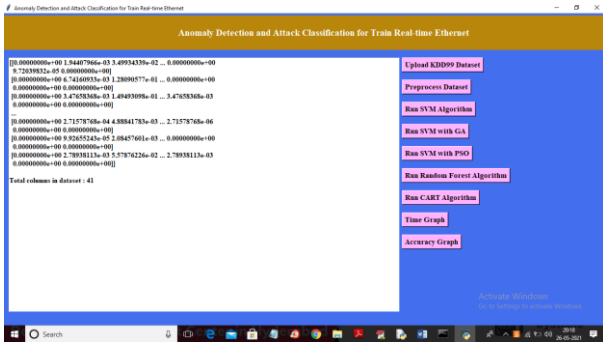 Anomaly Detection and Attack Classification for Train Real-time Ethernet
Anomaly Detection and Attack Classification for Train Real-time Ethernet
[[0.00000000e+00 1.94407966e-03 3.49934339e-02 ... 0.00000000e+00
9.72039832e-05 0.00000000e+00]
[0.00000000e+00 6.74160933e-03 1.28090577e-01 ... 0.00000000e+00
0.00000000e+00 0.00000000e+00]
[0.00000000e+00 3.47658368e-03 1.49493098e-01 ... 3.47658368e-03
0.00000000e+00 0.00000000e+00]
...
[0.00000000e+00 2.71578768e-04 4.88841783e-03 ... 2.71578768e-06
0.00000000e+00 0.00000000e+00]
[0.00000000e+00 9.92655243e-05 2.08457601e-03 ... 0.00000000e+00
0.00000000e+00 0.00000000e+00]
[0.00000000e+00 2.78938113e-03 5.57876226e-02 ... 2.78938113e-03
0.00000000e+00 0.00000000e+00]]
Total columns in dataset : 41
Upload KDD99 Dataset
Preprocess Dataset
Run SVM Algorithm
Run SVM with GA
Run SVM with PSO
Run Random Forest Algorithm
Run CART Algorithm
Time Graph
Accuracy Graph
Activate Windows
Go to Settings to activate Windows.
Search
20:18
26-05-2021